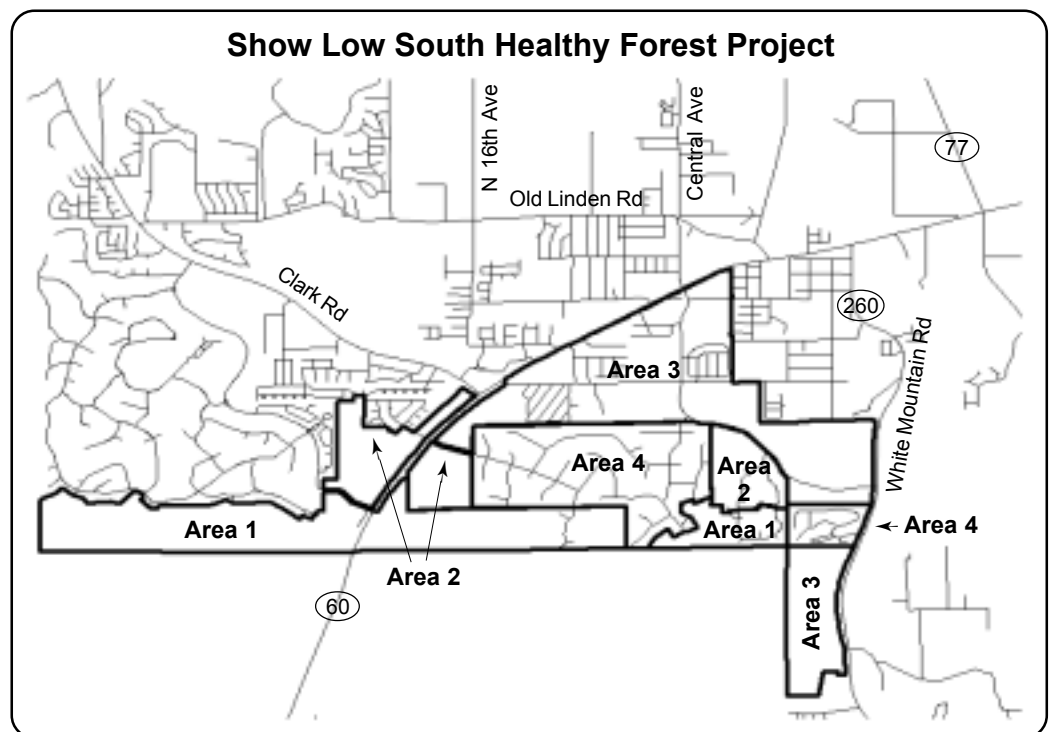 Show Low South Healthy Forest Project
N 16th Ave
Central Ave
77
Old Linden Rd
Clark Rd
260
White Mountain Rd
Area 3
Area 4
Area
2
Area 1
Area 1
Area 4
Area 2
60
Area 3